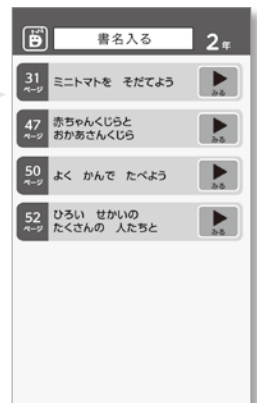 書名入る
2年
31
ページ
ミニトマトを そだてよう
みる
47
ページ
赤ちゃんくじらと
おかあさんくじら
みる
50
ページ
よく かんで たべよう
みる
52
ページ
ひろい せかいの
たくさんの 人たちと
みる